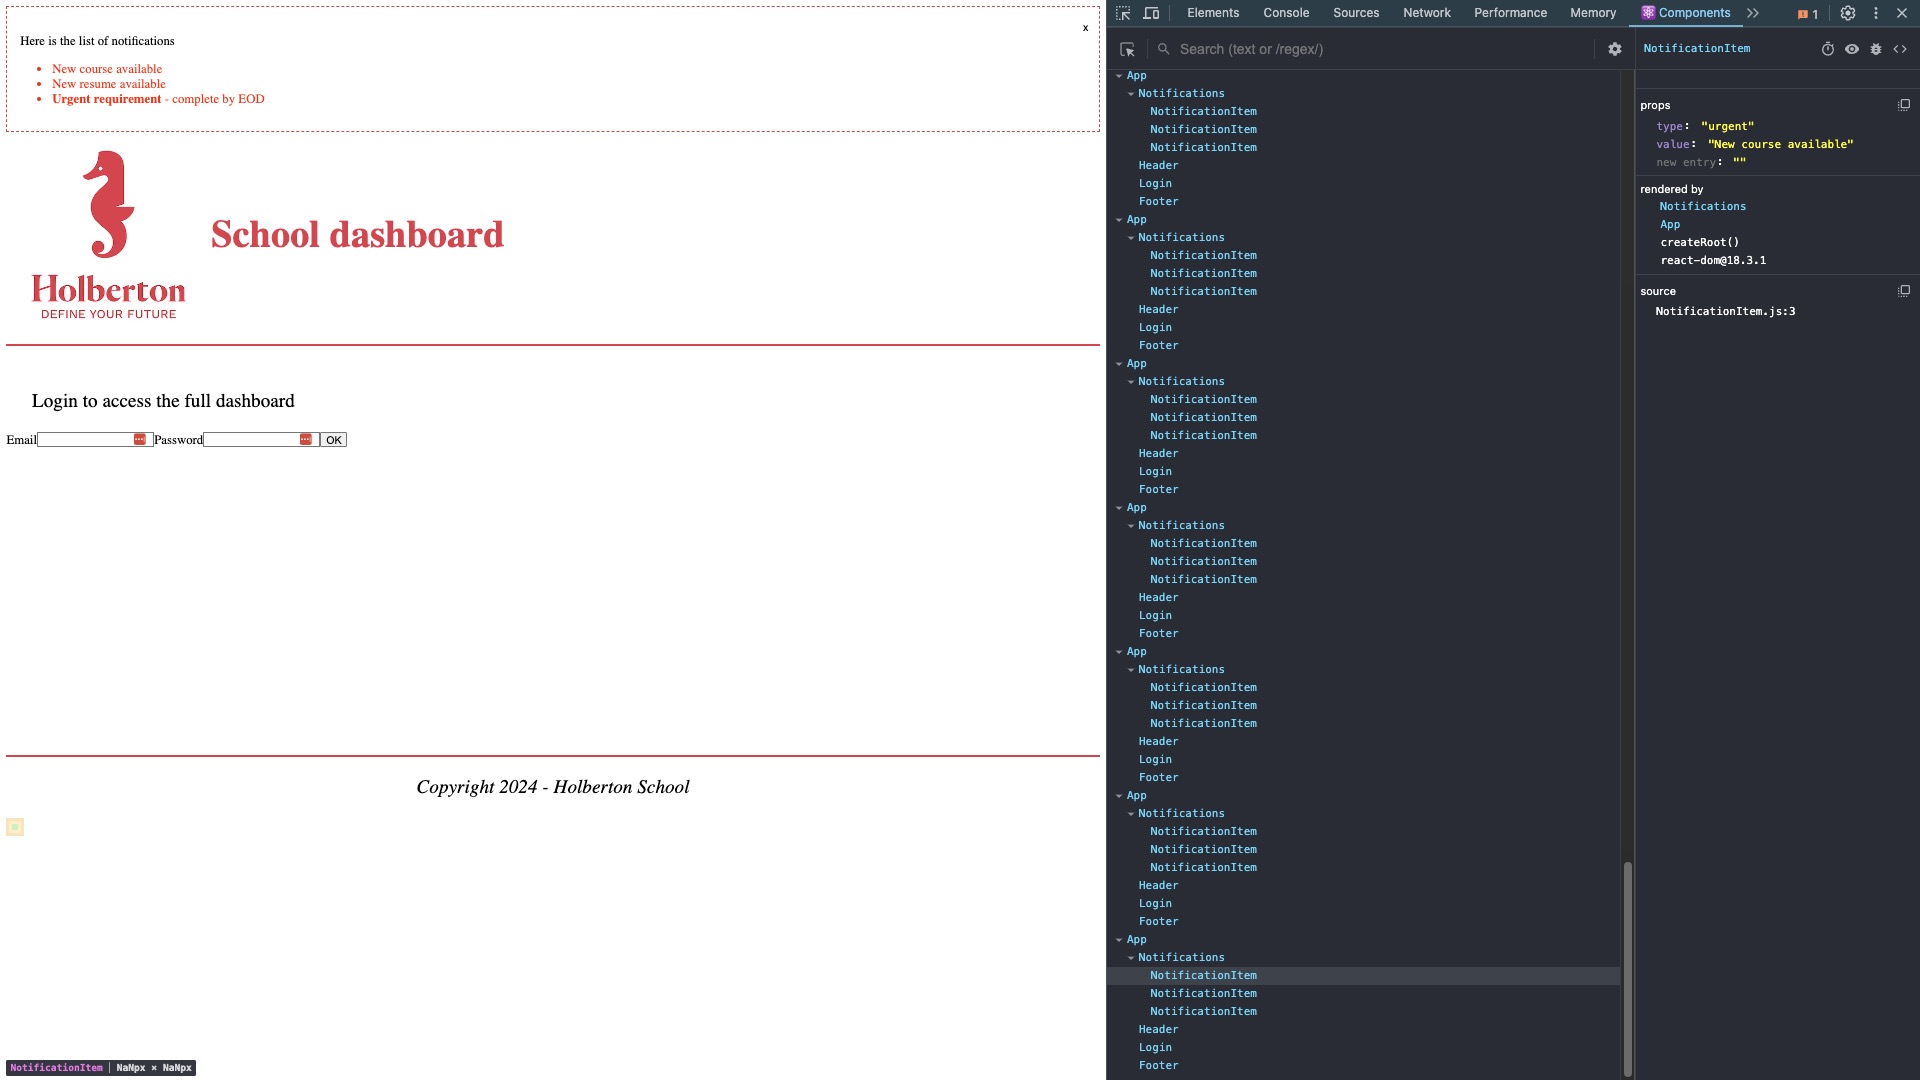 Here is the list of notifications
x
New course available
New resume available
Urgent requirement - complete by EOD
Holberton
DEFINE YOUR FUTURE
School dashboard
Login to access the full dashboard
Email
Password
OK
Copyright 2024 - Holberton School
NotificationItem | NaNpx × NaNpx
Elements Console Sources Network Performance Memory Components 1
Search (text or /regex/)
App
Notifications
NotificationItem
NotificationItem
NotificationItem
Header
Login
Footer
App
Notifications
NotificationItem
NotificationItem
NotificationItem
Header
Login
Footer
App
Notifications
NotificationItem
NotificationItem
NotificationItem
Header
Login
Footer
App
Notifications
NotificationItem
NotificationItem
NotificationItem
Header
Login
Footer
App
Notifications
NotificationItem
NotificationItem
NotificationItem
Header
Login
Footer
App
Notifications
NotificationItem
NotificationItem
NotificationItem
Header
Login
Footer
App
Notifications
NotificationItem
NotificationItem
NotificationItem
Header
Login
Footer
NotificationItem
props
type: "urgent"
value: "New course available"
new entry: ""
rendered by
Notifications
App
createRoot()
react-dom@18.3.1
source
NotificationItem.js:3